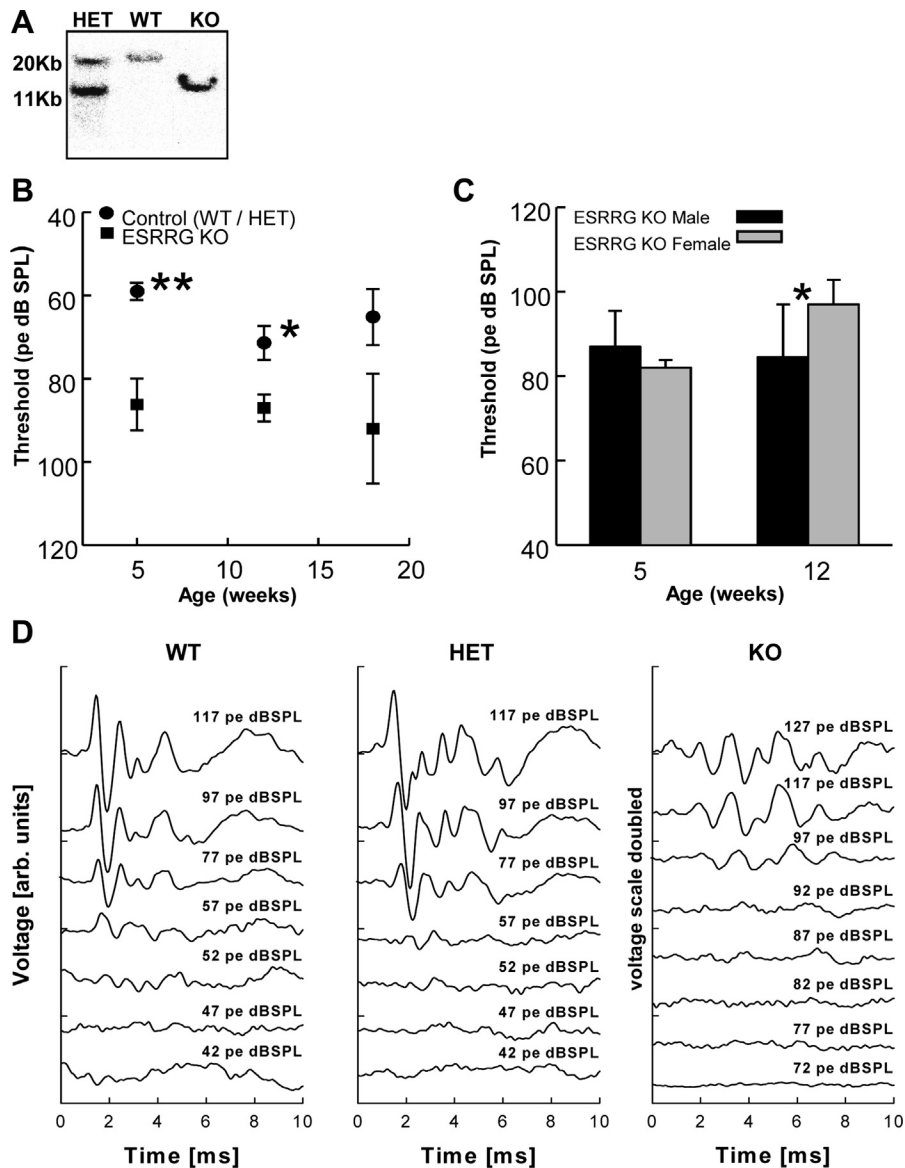 A
HET WT KO
20Kb
11Kb
B
Threshold (pe dB SPL)
40
60
80
100
120
Control (WT / HET)
ESRRG KO
**
*
5 10 15 20
Age (weeks)
C
Threshold (pe dB SPL)
120
100
80
60
40
ESRRG KO Male
ESRRG KO Female
*
5 12
Age (weeks)
D
WT
Voltage [arb. units]
117 pe dBSPL
97 pe dBSPL
77 pe dBSPL
57 pe dBSPL
52 pe dBSPL
47 pe dBSPL
42 pe dBSPL
0 2 4 6 8 10
Time [ms]
HET
117 pe dBSPL
97 pe dBSPL
77 pe dBSPL
57 pe dBSPL
52 pe dBSPL
47 pe dBSPL
42 pe dBSPL
0 2 4 6 8 10
Time [ms]
KO
voltage scale doubled
127 pe dBSPL
117 pe dBSPL
97 pe dBSPL
92 pe dBSPL
87 pe dBSPL
82 pe dBSPL
77 pe dBSPL
72 pe dBSPL
0 2 4 6 8 10
Time [ms]